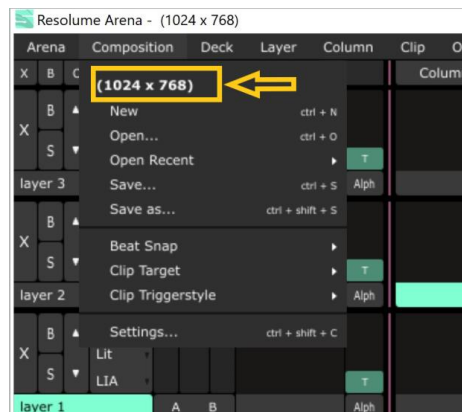 Resolume Arena - (1024 x 768)
Arena Composition Deck Layer Column Clip O
X B C Colum
(1024 x 768)
New ctrl + N
Open... ctrl + O
Open Recent
Save... ctrl + S
Save as... ctrl + shift + S
Beat Snap
Clip Target
Clip Triggerstyle
Settings... ctrl + shift + C
B
X
S T
layer 3 Alph
B
X
S T
layer 2 Alph
B
X Lit
S LIA T
layer 1 A B Alph